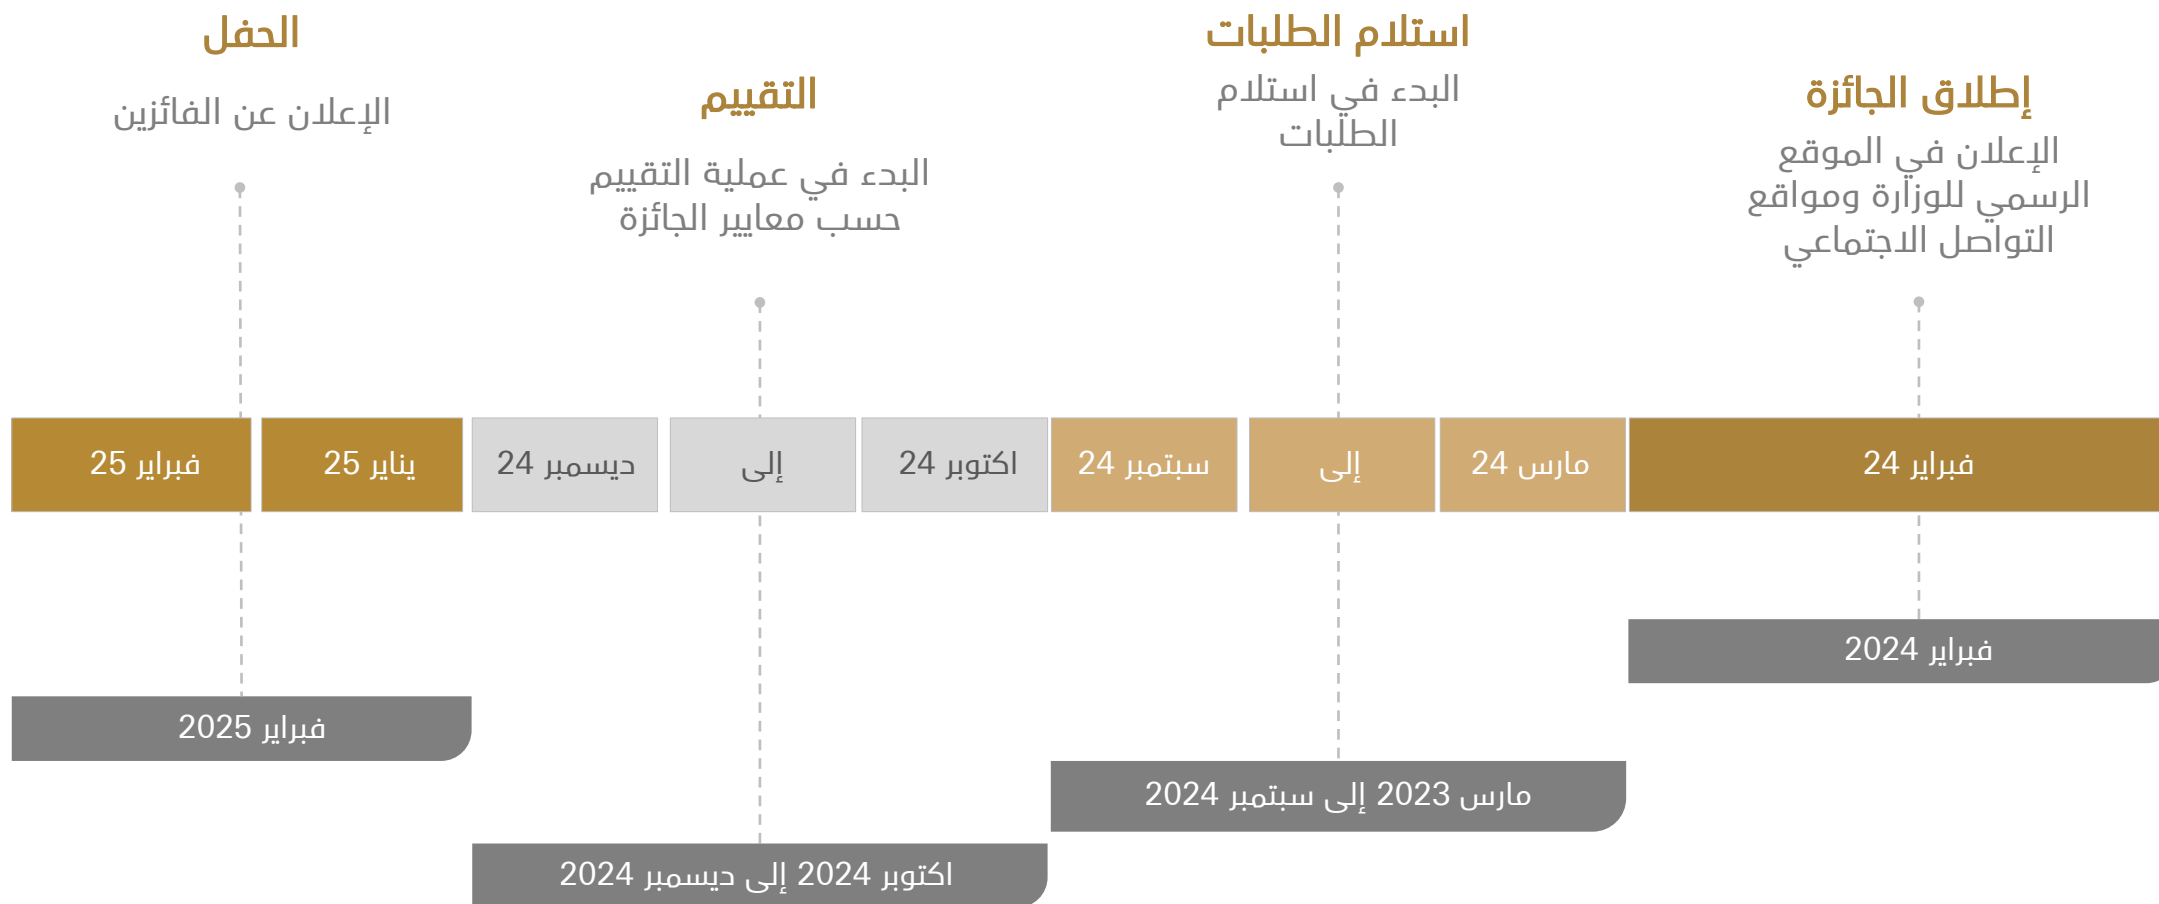 إطلاق الجائزة
الإعلان في الموقع
الرسمي للوزارة ومواقع
التواصل الاجتماعي
استلام الطلبات
البدء في استلام
الطلبات
التقييم
البدء في عملية التقييم
حسب معايير الجائزة
الحفل
الإعلان عن الفائزين
فبراير 24
مارس 24
إلى
سبتمبر 24
اكتوبر 24
إلى
ديسمبر 24
يناير 25
فبراير 25
فبراير 2024
مارس 2023 إلى سبتمبر 2024
اكتوبر 2024 إلى ديسمبر 2024
فبراير 2025